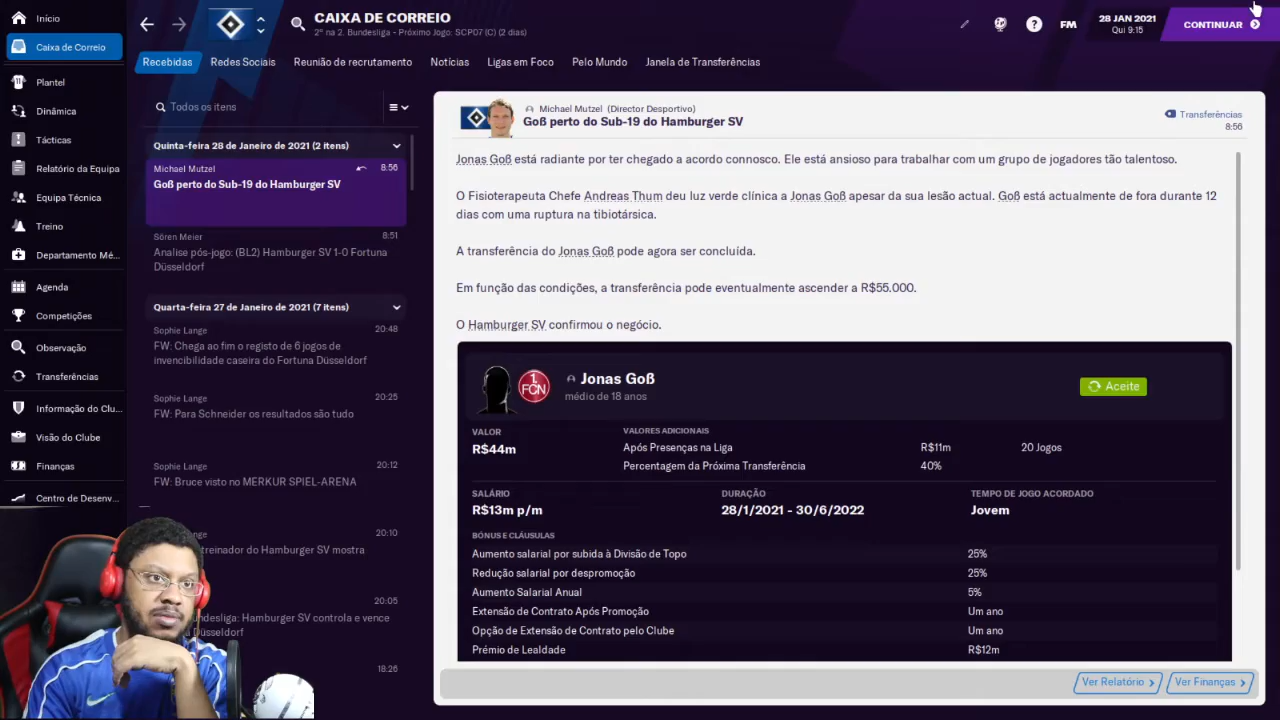 Início
CAIXA DE CORREIO
2º na 2. Bundesliga - Próximo Jogo: SCP07 (C) (2 dias)
FM
28 JAN 2021
Qui 9:15
CONTINUAR
Caixa de Correio
Recebidas
Redes Sociais
Reunião de recrutamento
Notícias
Ligas em Foco
Pelo Mundo
Janela de Transferências
Plantel
Dinâmica
Tácticas
Relatório da Equipa
Equipa Técnica
Treino
Departamento Mé...
Agenda
Competições
Observação
Transferências
Informação do Clu...
Visão do Clube
Finanças
Centro de Desenv...
Todos os itens
Quinta-feira 28 de Janeiro de 2021 (2 itens)
Michael Mutzel
8:56
Goß perto do Sub-19 do Hamburger SV
Sören Meier
8:51
Analise pós-jogo: (BL2) Hamburger SV 1-0 Fortuna
Düsseldorf
Quarta-feira 27 de Janeiro de 2021 (7 itens)
Sophie Lange
20:48
FW: Chega ao fim o registo de 6 jogos de
invencibilidade caseira do Fortuna Düsseldorf
Sophie Lange
20:25
FW: Para Schneider os resultados são tudo
Sophie Lange
20:12
FW: Bruce visto no MERKUR SPIEL-ARENA
20:10
treinador do Hamburger SV mostra
20:05
Hamburger SV controla e vence
Düsseldorf
18:26
Michael Mutzel (Director Desportivo)
Goß perto do Sub-19 do Hamburger SV
Transferências
8:56
Jonas Goß está radiante por ter chegado a acordo connosco. Ele está ansioso para trabalhar com um grupo de jogadores tão talentoso.
O Fisioterapeuta Chefe Andreas Thum deu luz verde clínica a Jonas Goß apesar da sua lesão actual. Goß está actualmente de fora durante 12
dias com uma ruptura na tibiotársica.
A transferência do Jonas Goß pode agora ser concluída.
Em função das condições, a transferência pode eventualmente ascender a R$55.000.
O Hamburger SV confirmou o negócio.
1.
FCN
Jonas Goß
médio de 18 anos
Aceite
VALOR
R$44m
VALORES ADICIONAIS
Após Presenças na Liga
R$11m
20 Jogos
Percentagem da Próxima Transferência
40%
SALÁRIO
R$13m p/m
DURAÇÃO
28/1/2021 - 30/6/2022
TEMPO DE JOGO ACORDADO
Jovem
BÓNUS E CLÁUSULAS
Aumento salarial por subida à Divisão de Topo
25%
Redução salarial por despromoção
25%
Aumento Salarial Anual
5%
Extensão de Contrato Após Promoção
Um ano
Opção de Extensão de Contrato pelo Clube
Um ano
Prémio de Lealdade
R$12m
Ver Relatório
Ver Finanças